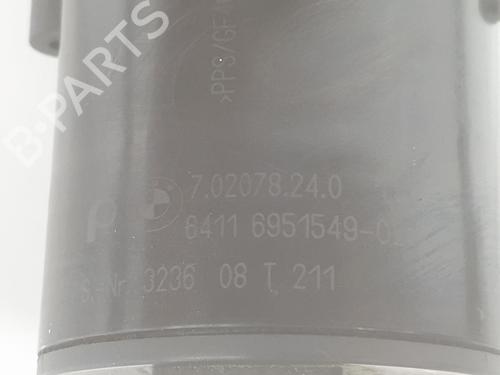 >PPS/GF
7.02078.24.0
6411 6951549-0
S.-Nr. 3236 08 T 211
B-PARTS